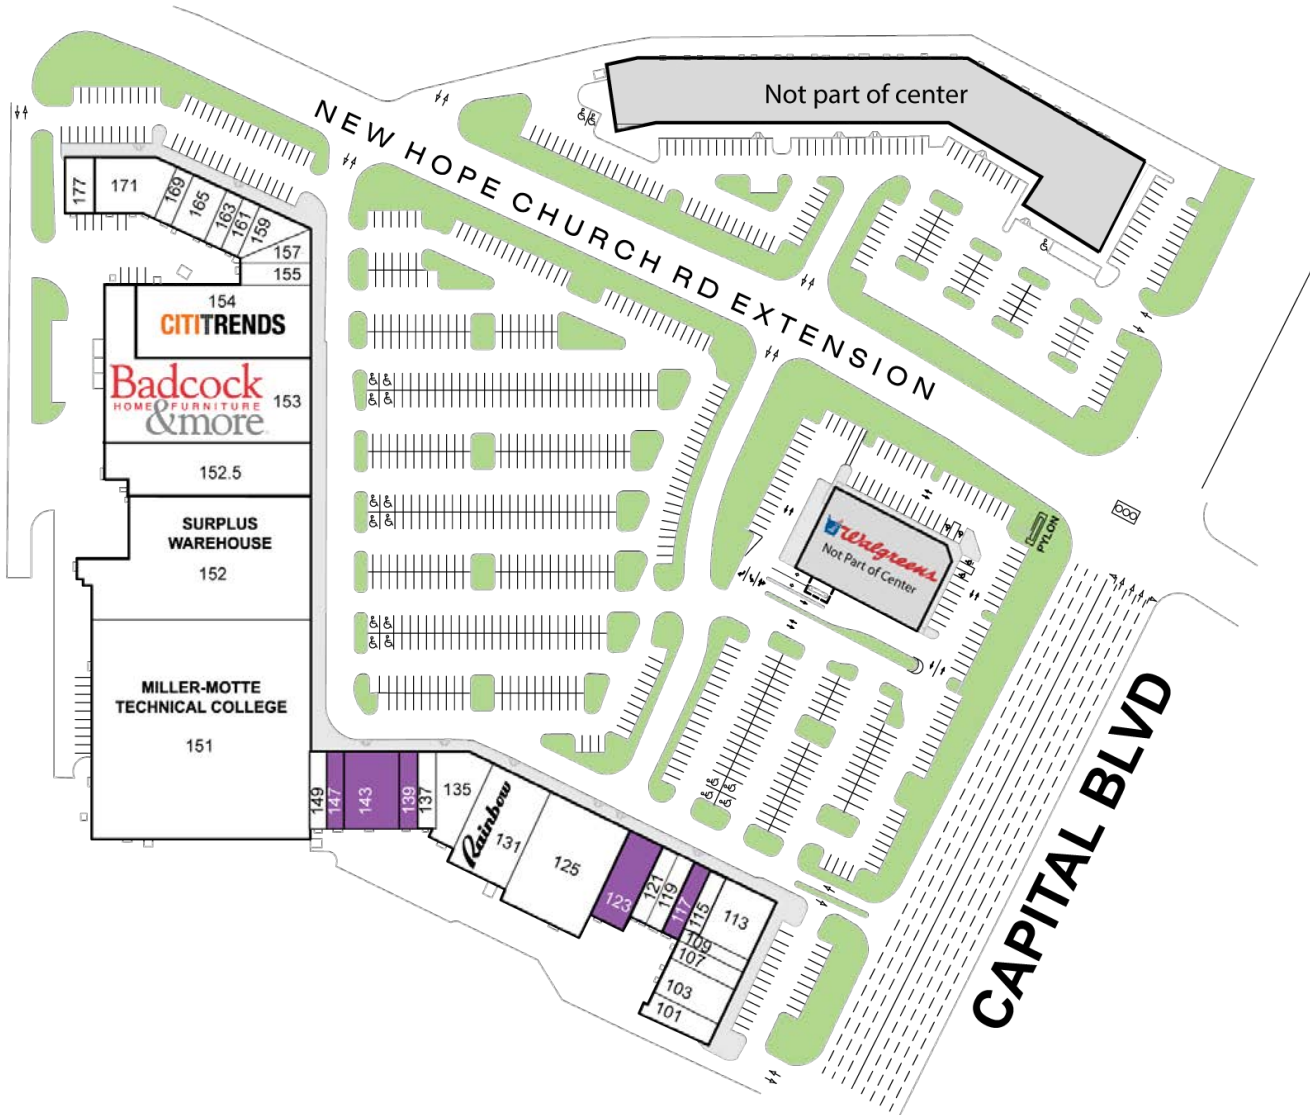 Not part of center
NEW HOPE CHURCH RD EXTENSION
177
171
169
165
163
161
159
157
155
154
CITITRENDS
Badcock
HOME FURNITURE
&more
153
152.5
SURPLUS
WAREHOUSE
152
MILLER-MOTTE
TECHNICAL COLLEGE
151
Walgreens
Not Part of Center
PYLON
CAPITAL BLVD
149
147
143
139
137
135
Rainbow
131
125
123
121
119
117
115
113
109
107
103
101